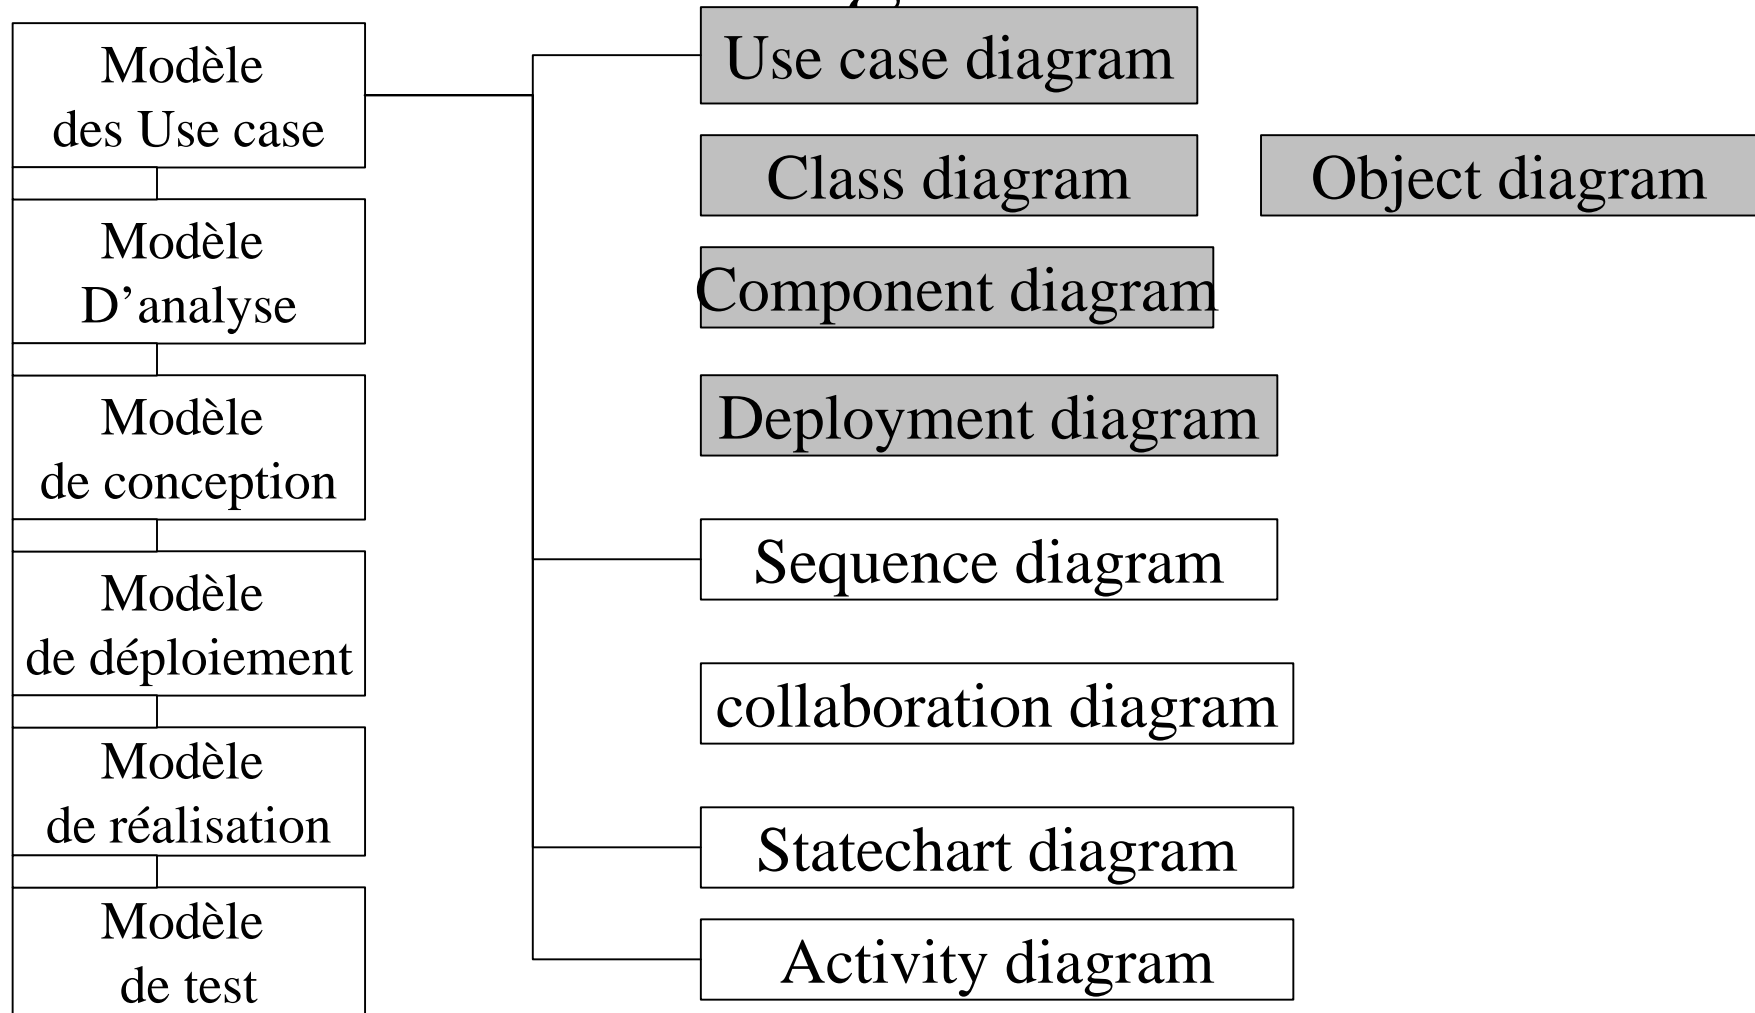 Modèle
des Use case
Modèle
D’analyse
Modèle
de conception
Modèle
de déploiement
Modèle
de réalisation
Modèle
de test
Use case diagram
Class diagram
Object diagram
Component diagram
Deployment diagram
Sequence diagram
collaboration diagram
Statechart diagram
Activity diagram